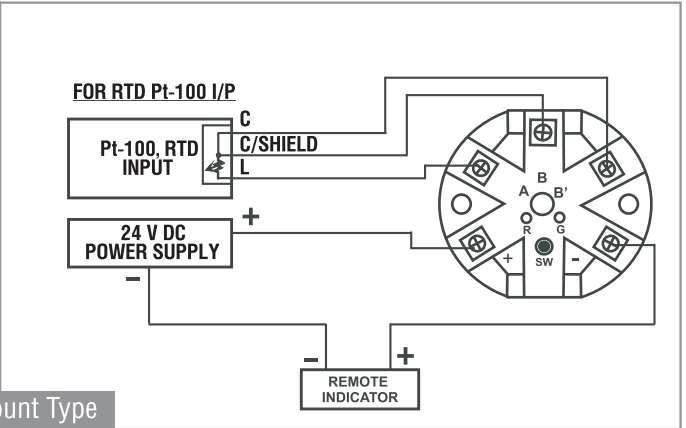 FOR RTD Pt-100 I/P
C
C/SHIELD
L
Pt-100, RTD
INPUT
24 V DC
POWER SUPPLY
+
−
B
A
B'
R
G
SW
+
-
−
+
REMOTE
INDICATOR
ount Type